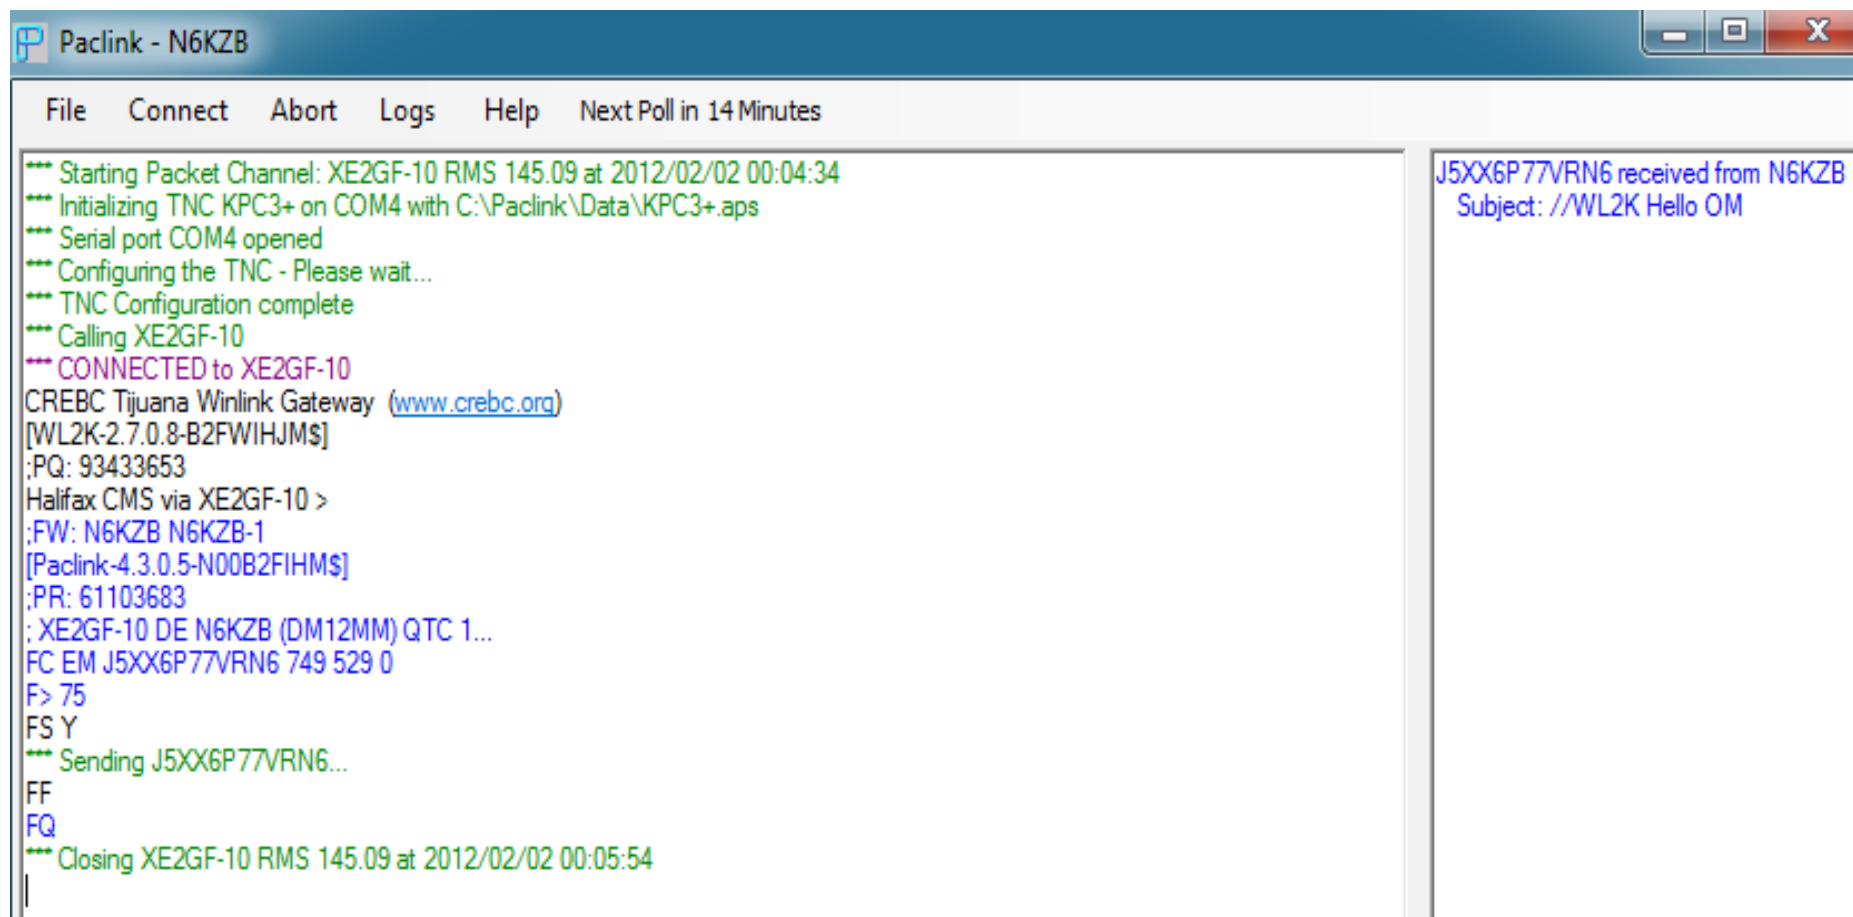 Paclink - N6KZB
File Connect Abort Logs Help Next Poll in 14 Minutes
*** Starting Packet Channel: XE2GF-10 RMS 145.09 at 2012/02/02 00:04:34
*** Initializing TNC KPC3+ on COM4 with C:\Paclink\Data\KPC3+.aps
*** Serial port COM4 opened
*** Configuring the TNC - Please wait...
*** TNC Configuration complete
*** Calling XE2GF-10
*** CONNECTED to XE2GF-10
CREBC Tijuana Winlink Gateway (www.crebc.org)
[WL2K-2.7.0.8-B2FWIHJM$]
;PQ: 93433653
Halifax CMS via XE2GF-10 >
;FW: N6KZB N6KZB-1
[Paclink-4.3.0.5-N00B2FIHM$]
;PR: 61103683
; XE2GF-10 DE N6KZB (DM12MM) QTC 1...
FC EM J5XX6P77VRN6 749 529 0
F> 75
FS Y
*** Sending J5XX6P77VRN6...
FF
FQ
*** Closing XE2GF-10 RMS 145.09 at 2012/02/02 00:05:54
J5XX6P77VRN6 received from N6KZB
Subject: //WL2K Hello OM